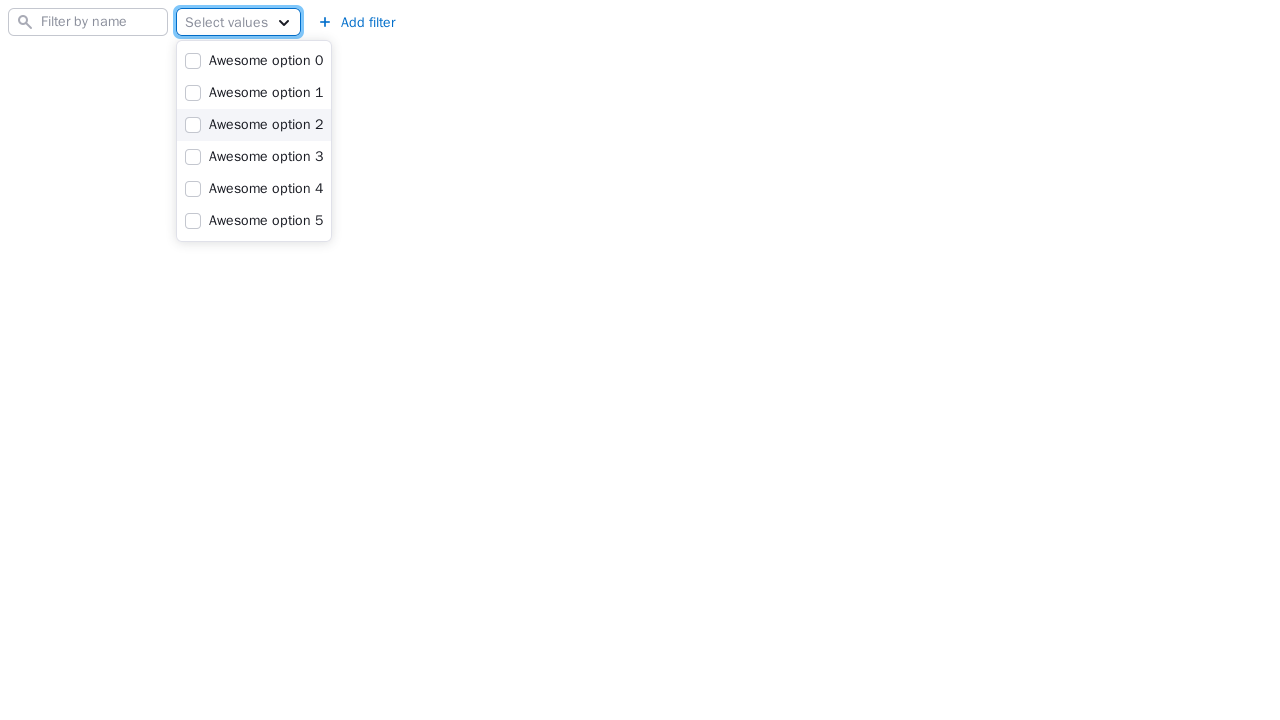 Filter by name
Select values
Add filter
Awesome option 0
Awesome option 1
Awesome option 2
Awesome option 3
Awesome option 4
Awesome option 5